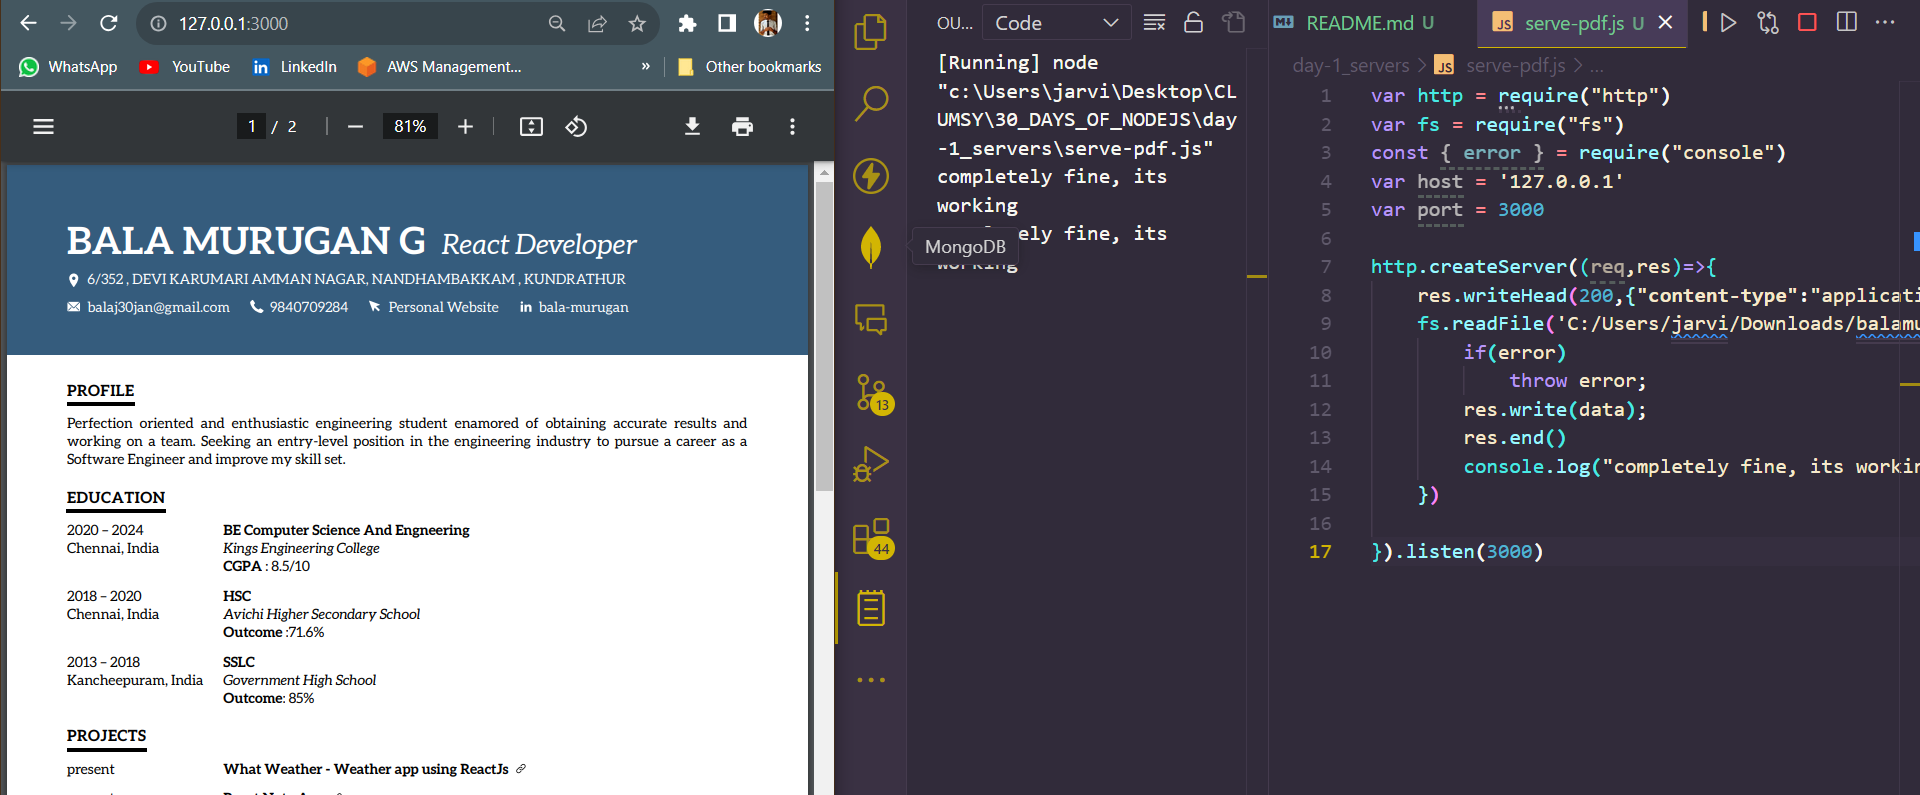 127.0.0.1:3000
WhatsApp YouTube LinkedIn AWS Management... » Other bookmarks
1 / 2 81%
BALA MURUGAN G React Developer
6/352 , DEVI KARUMARI AMMAN NAGAR, NANDHAMBAKKAM , KUNDRATHUR
balaj30jan@gmail.com 9840709284 Personal Website in bala-murugan
PROFILE
Perfection oriented and enthusiastic engineering student enamored of obtaining accurate results and
working on a team. Seeking an entry-level position in the engineering industry to pursue a career as a
Software Engineer and improve my skill set.
EDUCATION
2020 – 2024 BE Computer Science And Engneering
Chennai, India Kings Engineering College
CGPA : 8.5/10
2018 – 2020 HSC
Chennai, India Avichi Higher Secondary School
Outcome :71.6%
2013 – 2018 SSLC
Kancheepuram, India Government High School
Outcome: 85%
PROJECTS
present What Weather - Weather app using ReactJs
13
44
OU... Code
[Running] node
"c:\Users\jarvi\Desktop\CL
UMSY\30_DAYS_OF_NODEJS\day
-1_servers\serve-pdf.js"
completely fine, its
working
ely fine, its
working
MongoDB
README.md U JS serve-pdf.js U
day-1_servers > JS serve-pdf.js > ...
1 var http = require("http")
2 var fs = require("fs")
3 const { error } = require("console")
4 var host = '127.0.0.1'
5 var port = 3000
6
7 http.createServer((req,res)=>{
8 res.writeHead(200,{"content-type":"applicati
9 fs.readFile('C:/Users/jarvi/Downloads/balamu
10 if(error)
11 throw error;
12 res.write(data);
13 res.end()
14 console.log("completely fine, its workin
15 })
16
17 }).listen(3000)